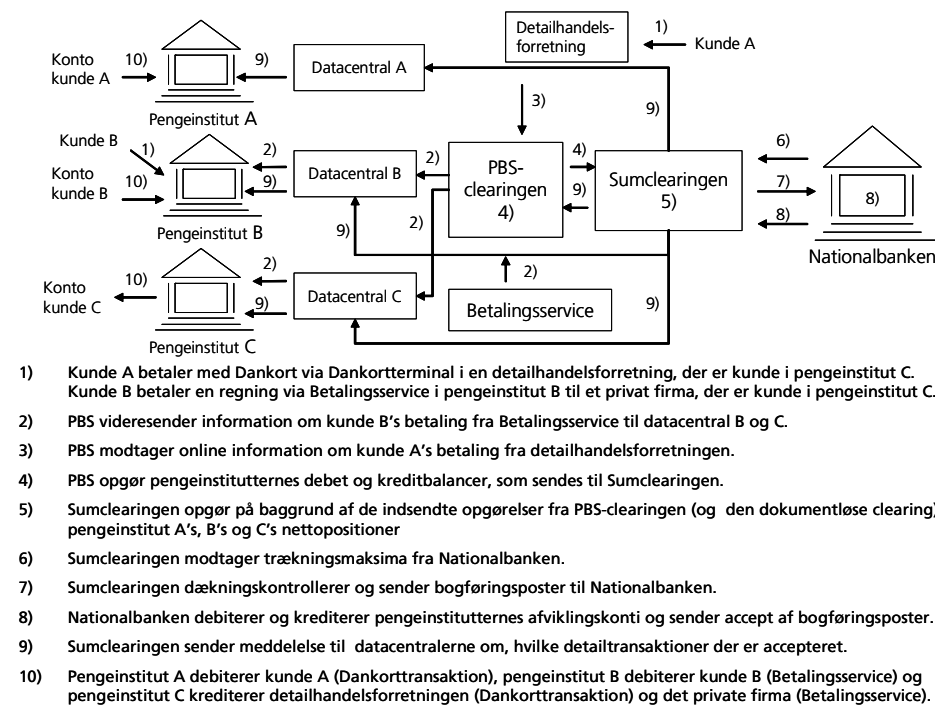 Detailhandels-
forretning
1)
Kunde A
Konto
kunde A
10)
9)
Datacentral A
Pengeinstitut A
3)
9)
Kunde B
1)
Konto
kunde B
10)
2)
9)
Datacentral B
2)
PBS-
clearingen
4)
4)
9)
Sumclearingen
5)
6)
7)
8)
8)
Nationalbanken
Pengeinstitut B
9)
2)
2)
Konto
kunde C
10)
2)
9)
Datacentral C
Betalingsservice
9)
Pengeinstitut C
1) Kunde A betaler med Dankort via Dankortterminal i en detailhandelsforretning, der er kunde i pengeinstitut C.
Kunde B betaler en regning via Betalingsservice i pengeinstitut B til et privat firma, der er kunde i pengeinstitut C.
2) PBS videresender information om kunde B's betaling fra Betalingsservice til datacentral B og C.
3) PBS modtager online information om kunde A's betaling fra detailhandelsforretningen.
4) PBS opgør pengeinstitutternes debet og kreditbalancer, som sendes til Sumclearingen.
5) Sumclearingen opgør på baggrund af de indsendte opgørelser fra PBS-clearingen (og den dokumentløse clearing)
pengeinstitut A's, B's og C's nettopositioner
6) Sumclearingen modtager trækningsmaksima fra Nationalbanken.
7) Sumclearingen dækningskontrollerer og sender bogføringsposter til Nationalbanken.
8) Nationalbanken debiterer og krediterer pengeinstitutternes afviklingskonti og sender accept af bogføringsposter.
9) Sumclearingen sender meddelelse til datacentralerne om, hvilke detailtransaktioner der er accepteret.
10) Pengeinstitut A debiterer kunde A (Dankorttransaktion), pengeinstitut B debiterer kunde B (Betalingsservice) og
pengeinstitut C krediterer detailhandelsforretningen (Dankorttransaktion) og det private firma (Betalingsservice).